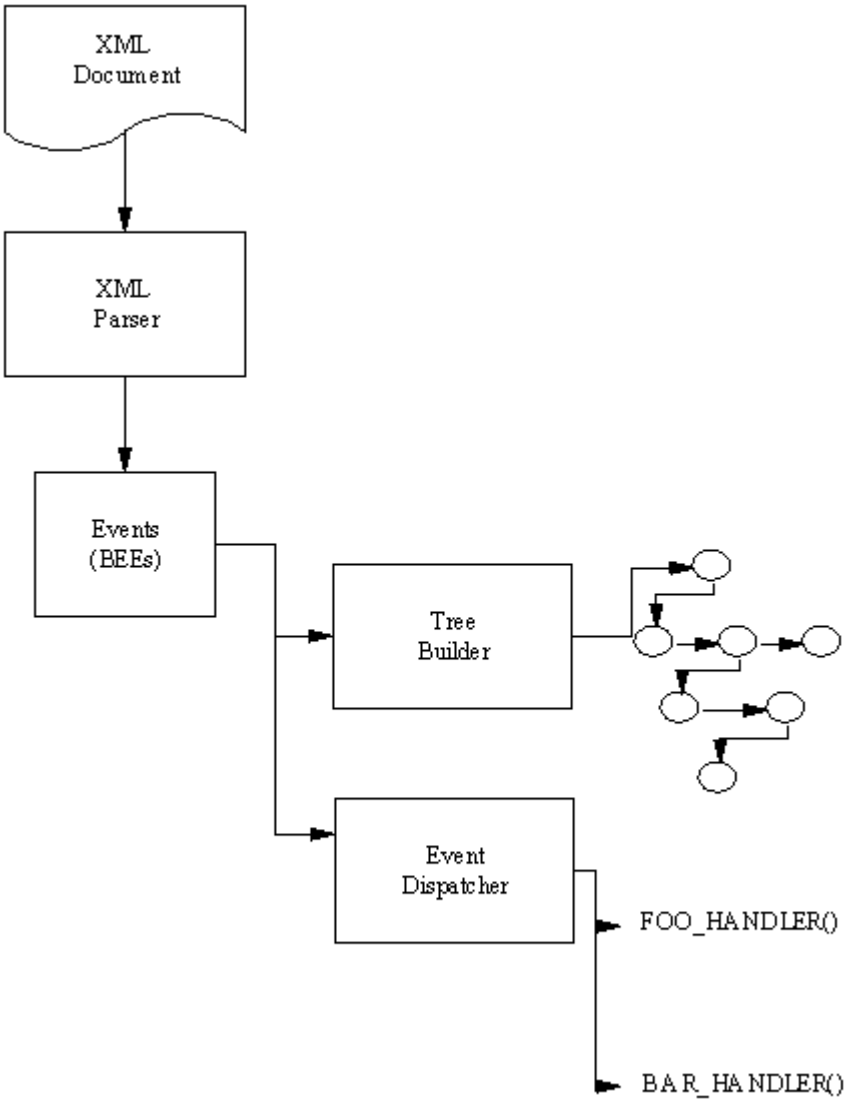 XML
Document
XML
Parser
Events
(BEEs)
Tree
Builder
Event
Dispatcher
FOO_HANDLER()
BAR_HANDLER()